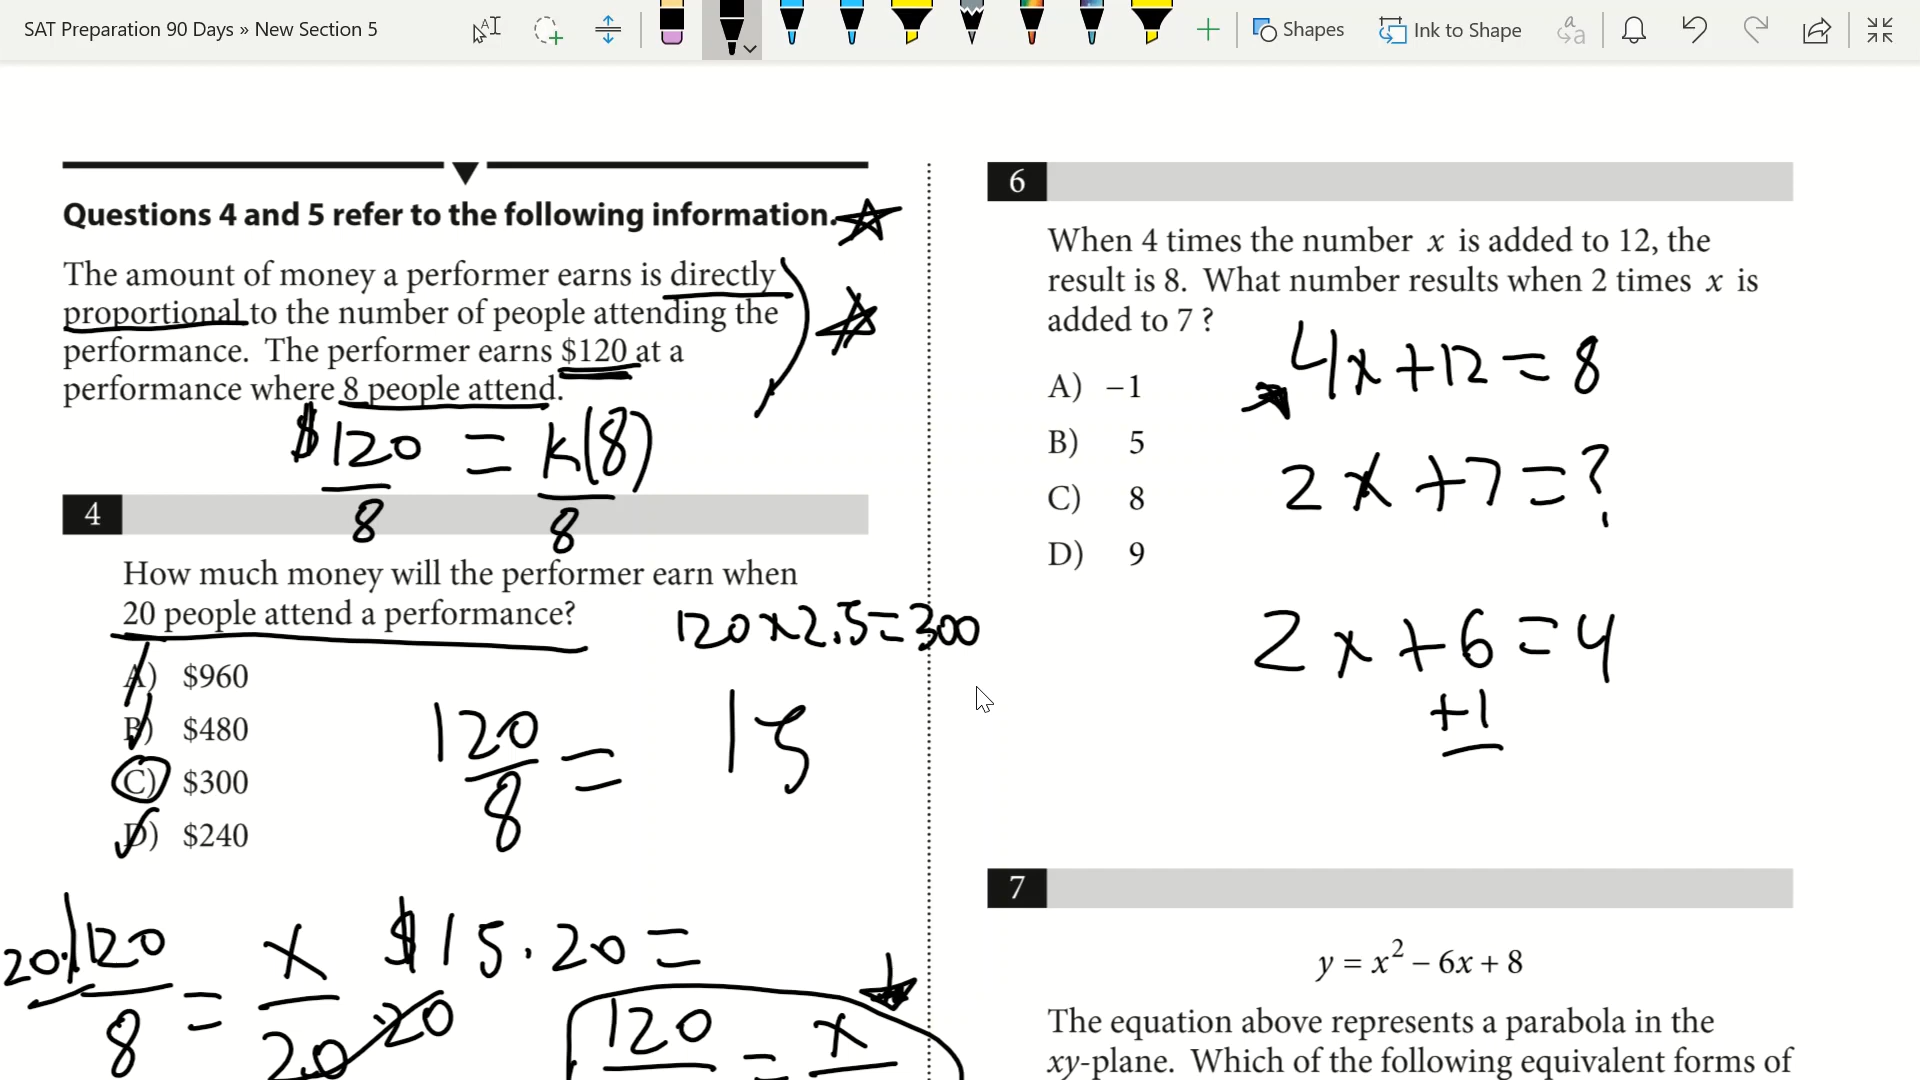 SAT Preparation 90 Days » New Section 5
Shapes
Ink to Shape
Questions 4 and 5 refer to the following information.
The amount of money a performer earns is directly
proportional to the number of people attending the
performance. The performer earns $120 at a
performance where 8 people attend.
$120 = k(8)
8 8
4
How much money will the performer earn when
20 people attend a performance?
120 x 2.5 = 300
A) $960
B) $480
C) $300
D) $240
120
8
= 15
20. 120
8
= x
20
20
$15.20 =
120 = x
6
When 4 times the number x is added to 12, the
result is 8. What number results when 2 times x is
added to 7 ?
A) −1
B) 5
C) 8
D) 9
4x+12=8
2x+7=?
2x+6=4
+1
7
y = x² − 6x + 8
The equation above represents a parabola in the
xy-plane. Which of the following equivalent forms of